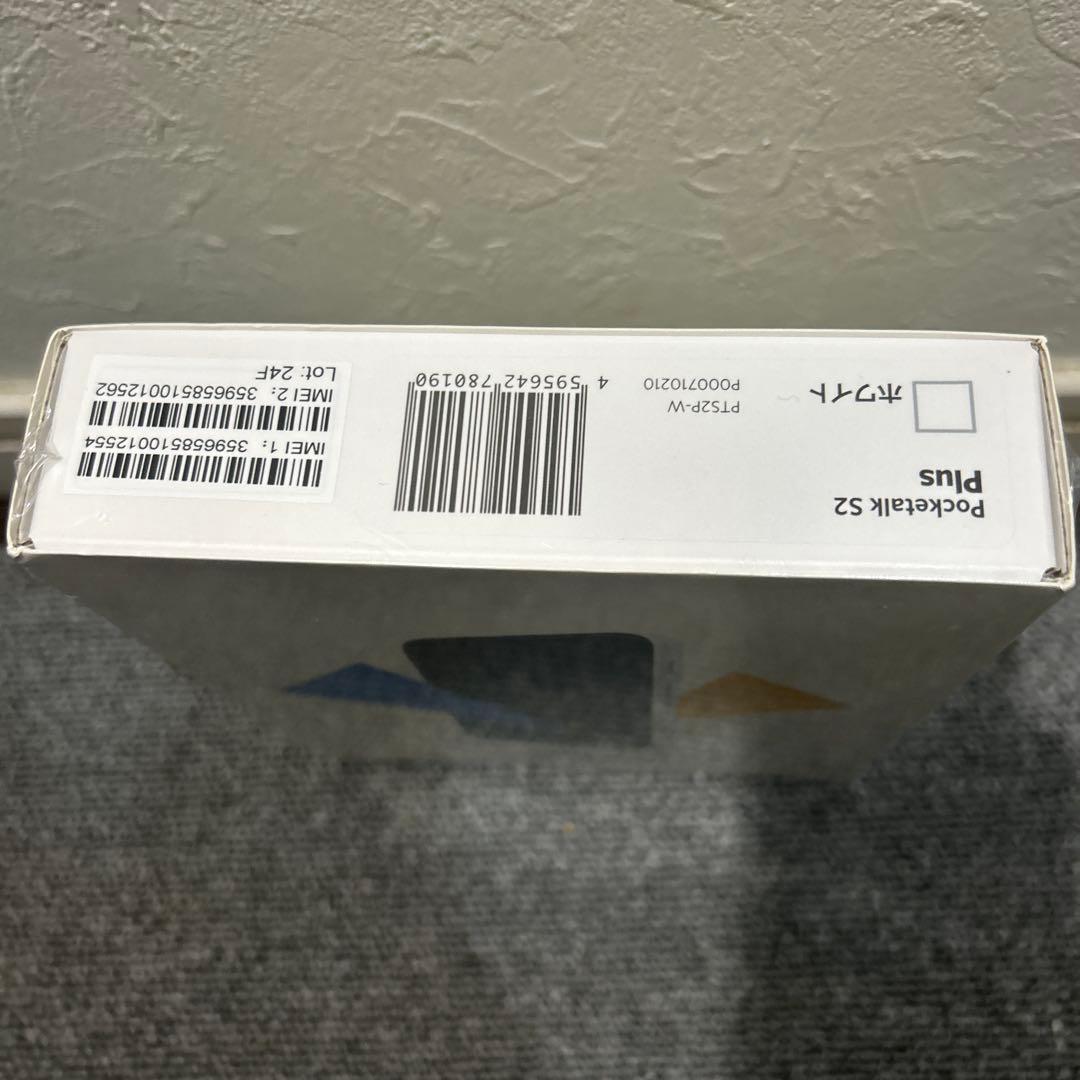 Pocketalk S2
Plus
ホワイト
PTS2P-W
P000710210
4 595642 780190
IMEI 1: 359658510012554
IMEI 2: 359658510012562
Lot: 24F